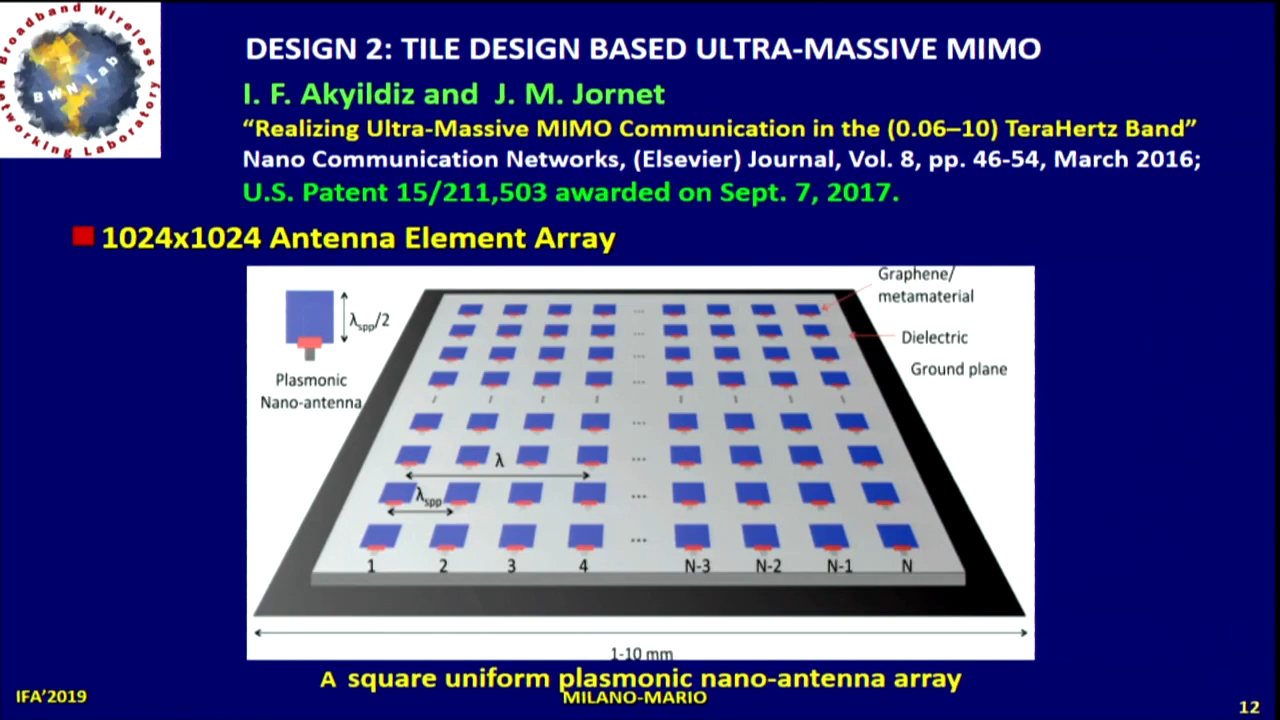 Broadband Wireless
Networking Laboratory
BWN Lab
DESIGN 2: TILE DESIGN BASED ULTRA-MASSIVE MIMO
I. F. Akyildiz and J. M. Jornet
“Realizing Ultra-Massive MIMO Communication in the (0.06–10) TeraHertz Band”
Nano Communication Networks, (Elsevier) Journal, Vol. 8, pp. 46-54, March 2016;
U.S. Patent 15/211,503 awarded on Sept. 7, 2017.
1024x1024 Antenna Element Array
Graphene/
metamaterial
Dielectric
Ground plane
λspp/2
Plasmonic
Nano-antenna
...
...
...
...
...
λ
...
λspp
...
...
1 2 3 4 N-3 N-2 N-1 N
1-10 mm
A square uniform plasmonic nano-antenna array
IFA’2019
MILANO-MARIO
12